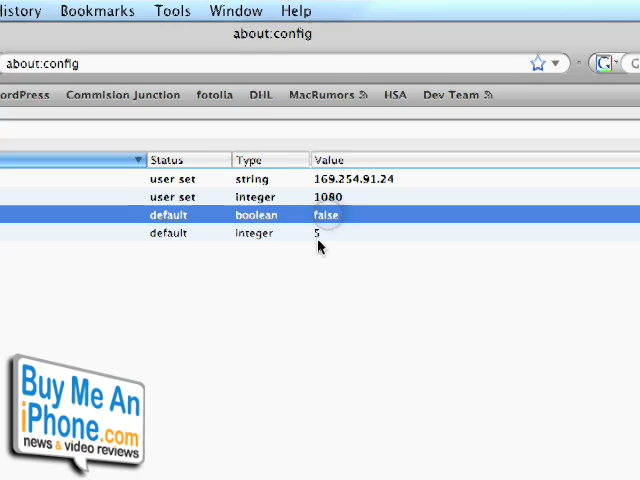 History Bookmarks Tools Window Help
about:config
about:config
ordPress Commision Junction fotolia DHL MacRumors HSA Dev Team
Status Type Value
user set string 169.254.91.24
user set integer 1080
default boolean false
default integer 5
Buy Me An
iPhone.com
news & video reviews